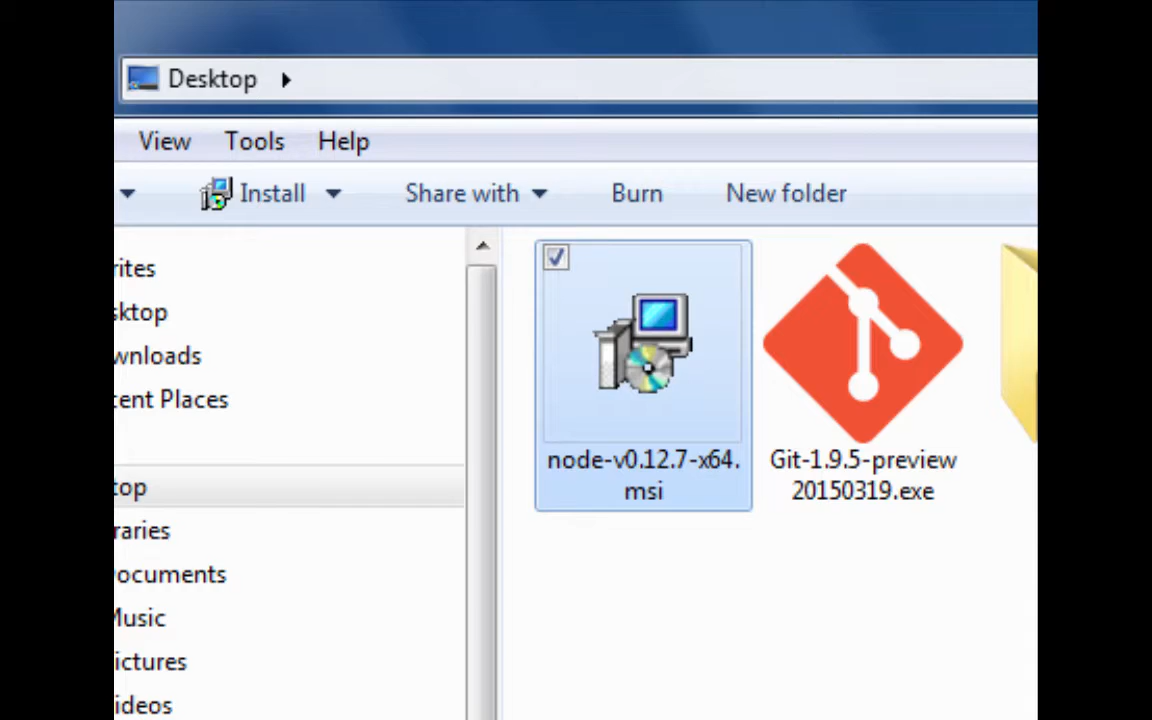 Desktop
View Tools Help
Install Share with Burn New folder
rites
sktop
wnloads
cent Places
top
raries
ocuments
Music
ictures
ideos
node-v0.12.7-x64.
msi
Git-1.9.5-preview
20150319.exe